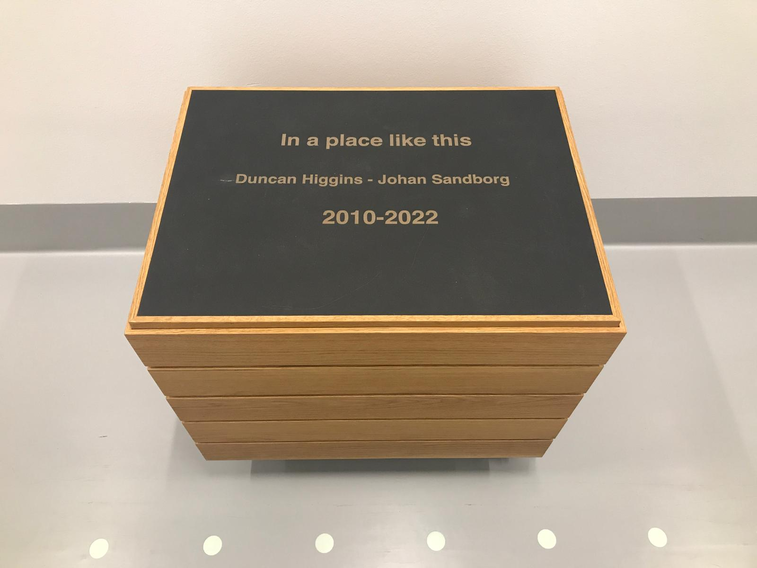 In a place like this
Duncan Higgins - Johan Sandborg
2010-2022